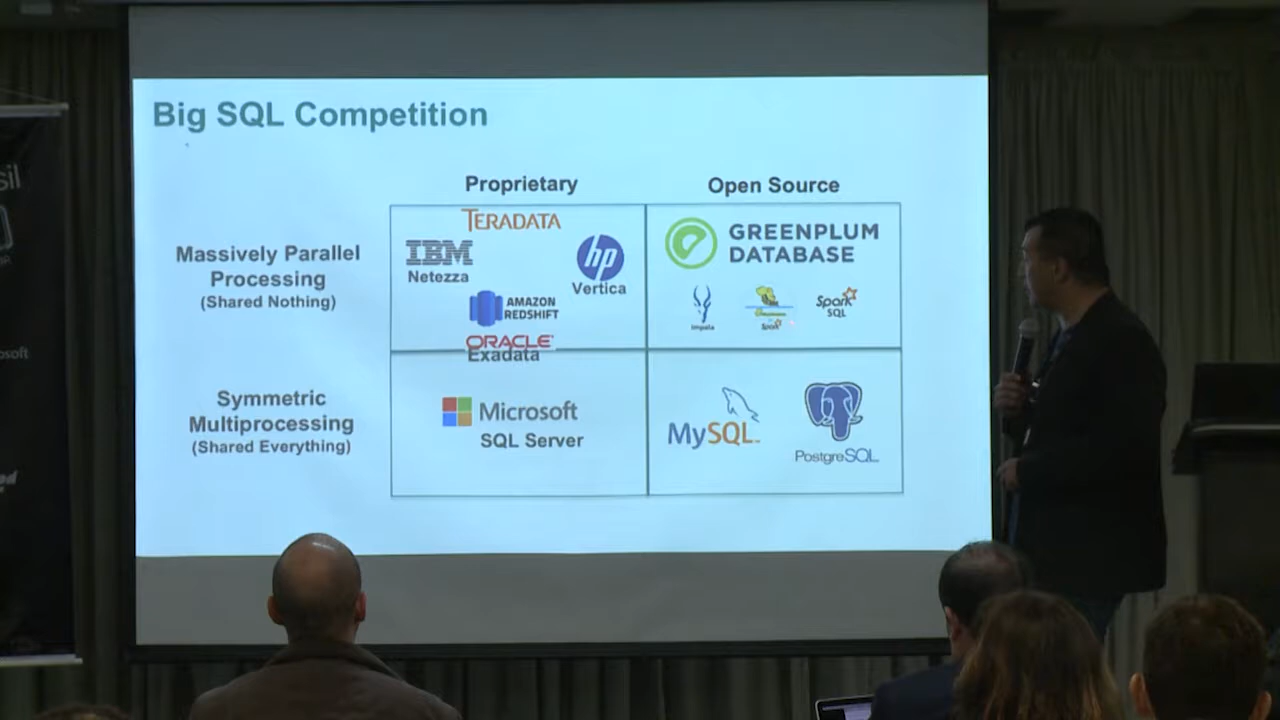 Big SQL Competition
Proprietary
Open Source
Massively Parallel
Processing
(Shared Nothing)
TERADATA
IBM
Netezza
hp
Vertica
AMAZON
REDSHIFT
ORACLE
Exadata
GREENPLUM
DATABASE
Impala
Spark
Spark
SQL
Symmetric
Multiprocessing
(Shared Everything)
Microsoft
SQL Server
MySQL
PostgreSQL